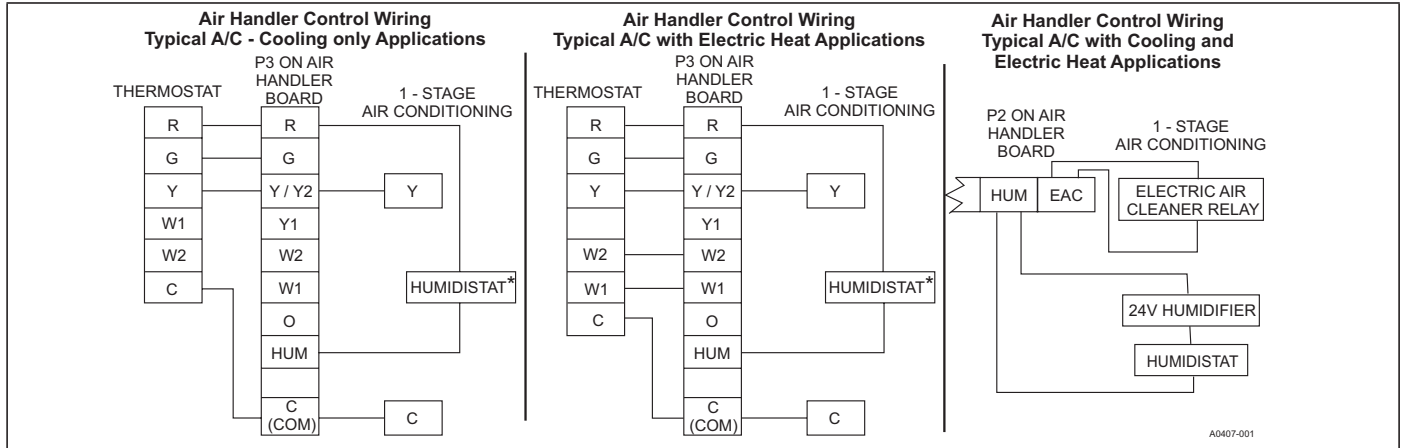 Air Handler Control Wiring
Typical A/C - Cooling only Applications
THERMOSTAT
P3 ON AIR
HANDLER
BOARD
1 - STAGE
AIR CONDITIONING
R
G
Y
W1
W2
C
R
G
Y / Y2
Y1
W2
W1
O
HUM
C
(COM)
Y
HUMIDISTAT*
C
Air Handler Control Wiring
Typical A/C with Electric Heat Applications
THERMOSTAT
P3 ON AIR
HANDLER
BOARD
1 - STAGE
AIR CONDITIONING
R
G
Y
W2
W1
C
R
G
Y / Y2
Y1
W2
W1
O
HUM
C
(COM)
Y
HUMIDISTAT*
C
Air Handler Control Wiring
Typical A/C with Cooling and
Electric Heat Applications
P2 ON AIR
HANDLER
BOARD
1 - STAGE
AIR CONDITIONING
HUM
EAC
ELECTRIC AIR
CLEANER RELAY
24V HUMIDIFIER
HUMIDISTAT
A0407-001